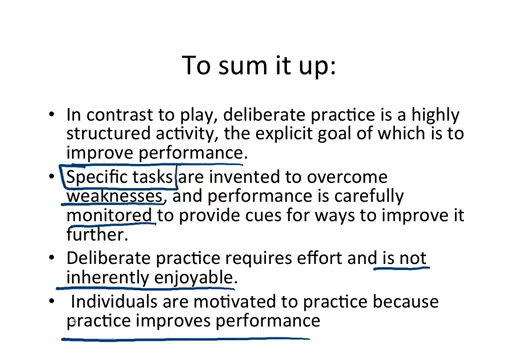 To sum it up:
• In contrast to play, deliberate practice is a highly
structured activity, the explicit goal of which is to
improve performance.
• Specific tasks are invented to overcome
weaknesses, and performance is carefully
monitored to provide cues for ways to improve it
further.
• Deliberate practice requires effort and is not
inherently enjoyable.
• Individuals are motivated to practice because
practice improves performance